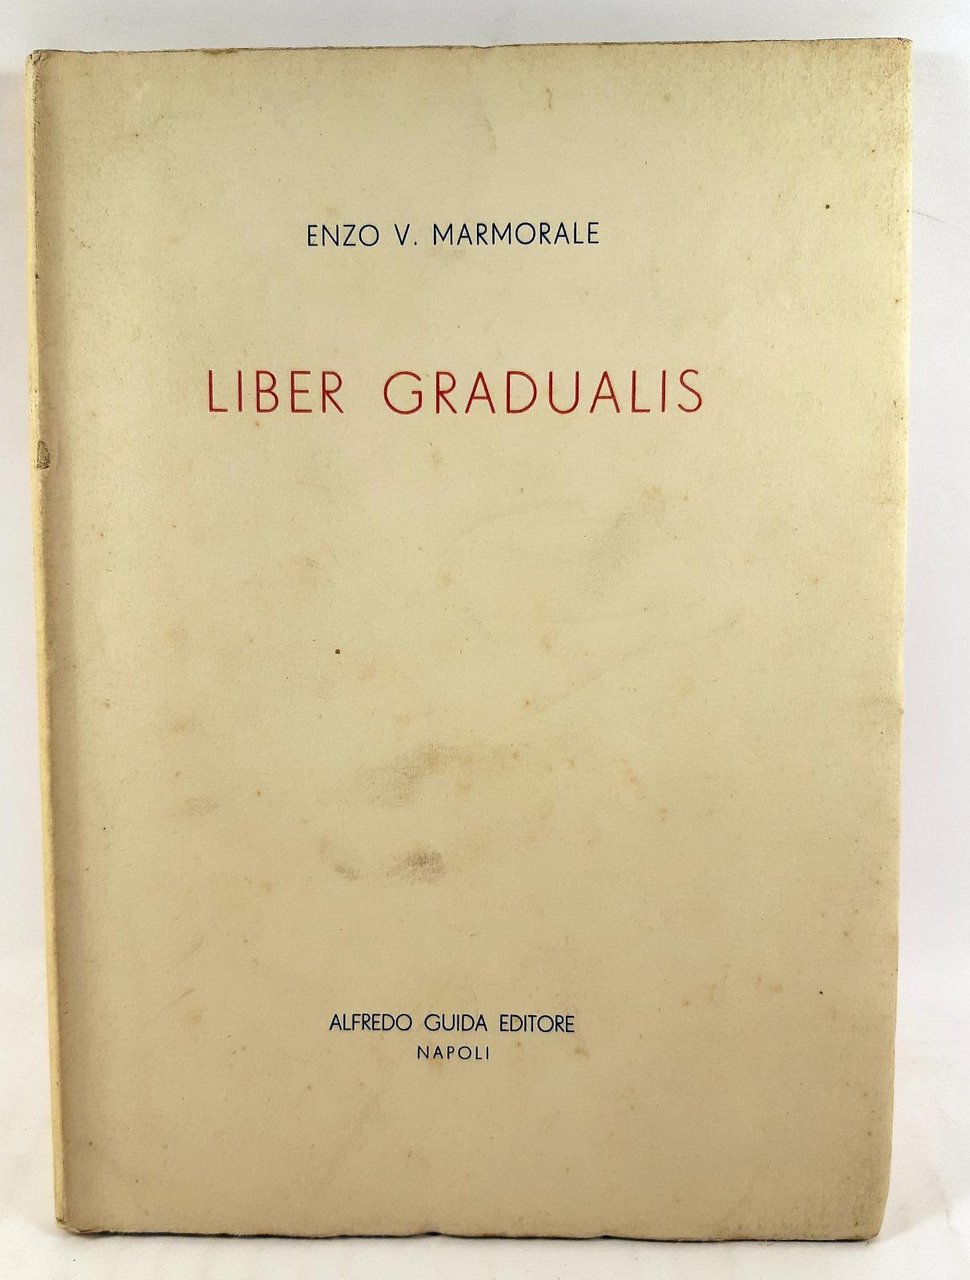 ENZO V. MARMORALE
LIBER GRADUALIS
ALFREDO GUIDA EDITORE
NAPOLI